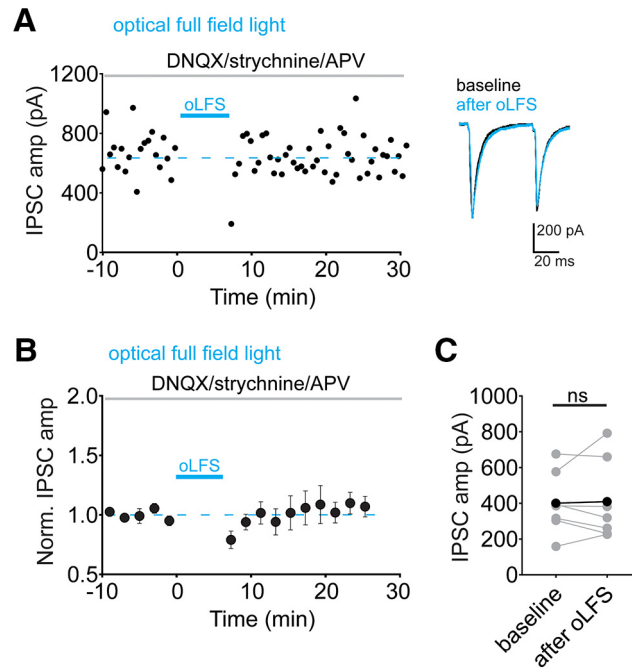 A
optical full field light
DNQX/strychnine/APV
oLFS
IPSC amp (pA)
1200
800
400
0
-10
0
10
20
30
Time (min)
baseline
after oLFS
200 pA
20 ms
B
optical full field light
DNQX/strychnine/APV
oLFS
Norm. IPSC amp
2.0
1.5
1.0
0.5
-10
0
10
20
30
Time (min)
C
ns
IPSC amp (pA)
1000
800
600
400
200
0
baseline
after oLFS